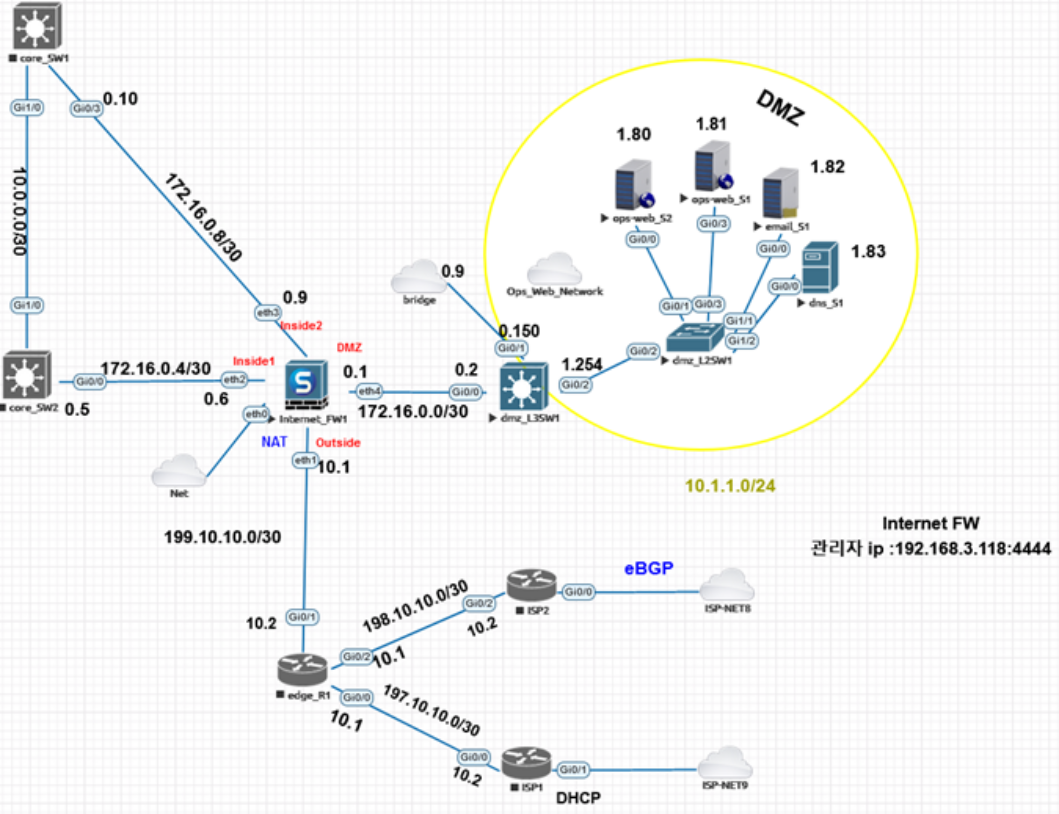 core_SW1
Gi1/0
Gi0/3
0.10
10.0.0.0/30
172.16.0.8/30
Gi1/0
0.9
eth3
Inside2
core_SW2
Gi0/0
172.16.0.4/30
0.5
Inside1
eth2
0.6
eth0
Internet_FW1
NAT
Outside
Net
DMZ
0.1
eth4
172.16.0.0/30
0.2
Gi0/0
bridge
0.9
0.150
Gi0/1
dmz_L3SW1
1.254
Gi0/2
Gi0/2
DMZ
1.80
1.81
1.82
1.83
ops-web_S2
ops-web_S1
email_S1
dns_S1
Gi0/0
Gi0/3
Gi0/0
Gi0/0
Ops_Web_Network
Gi0/1
Gi0/3
Gi1/1
Gi1/2
dmz_L2SW1
10.1.1.0/24
Internet FW
관리자 ip :192.168.3.118:4444
eth1
10.1
199.10.10.0/30
10.2
Gi0/1
edge_R1
Gi0/2
10.1
198.10.10.0/30
Gi0/2
10.2
ISP2
Gi0/0
eBGP
ISP-NET8
Gi0/0
10.1
197.10.10.0/30
Gi0/0
10.2
ISP1
Gi0/1
DHCP
ISP-NET9